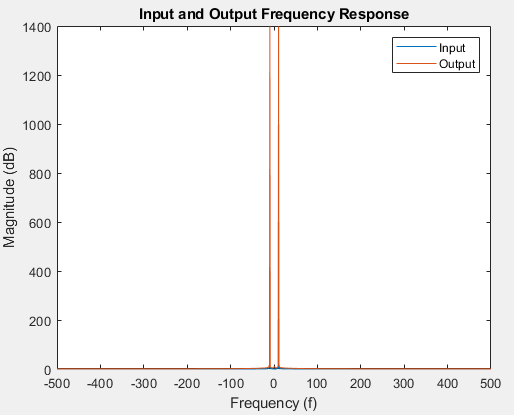 Input and Output Frequency Response
Input
Output
Magnitude (dB)
1400
1200
1000
800
600
400
200
0
-500 -400 -300 -200 -100 0 100 200 300 400 500
Frequency (f)